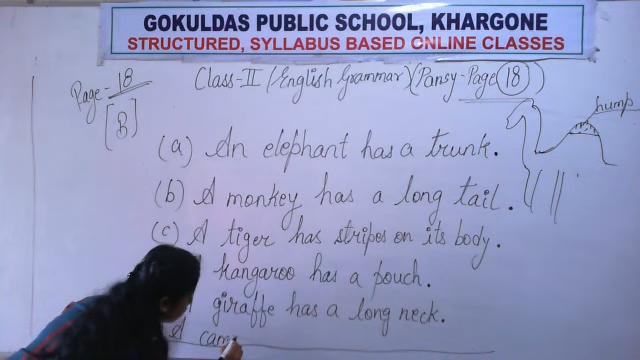 GOKULDAS PUBLIC SCHOOL, KHARGONE
STRUCTURED, SYLLABUS BASED ONLINE CLASSES
Page-18
Class-II (English Grammar) (Pansy-Page 18)
hump
[B]
(a) An elephant has a trunk.
(b) A monkey has a long tail.
(c) A tiger has stripes on its body.
kangaroo has a pouch.
giraffe has a long neck.
A cam